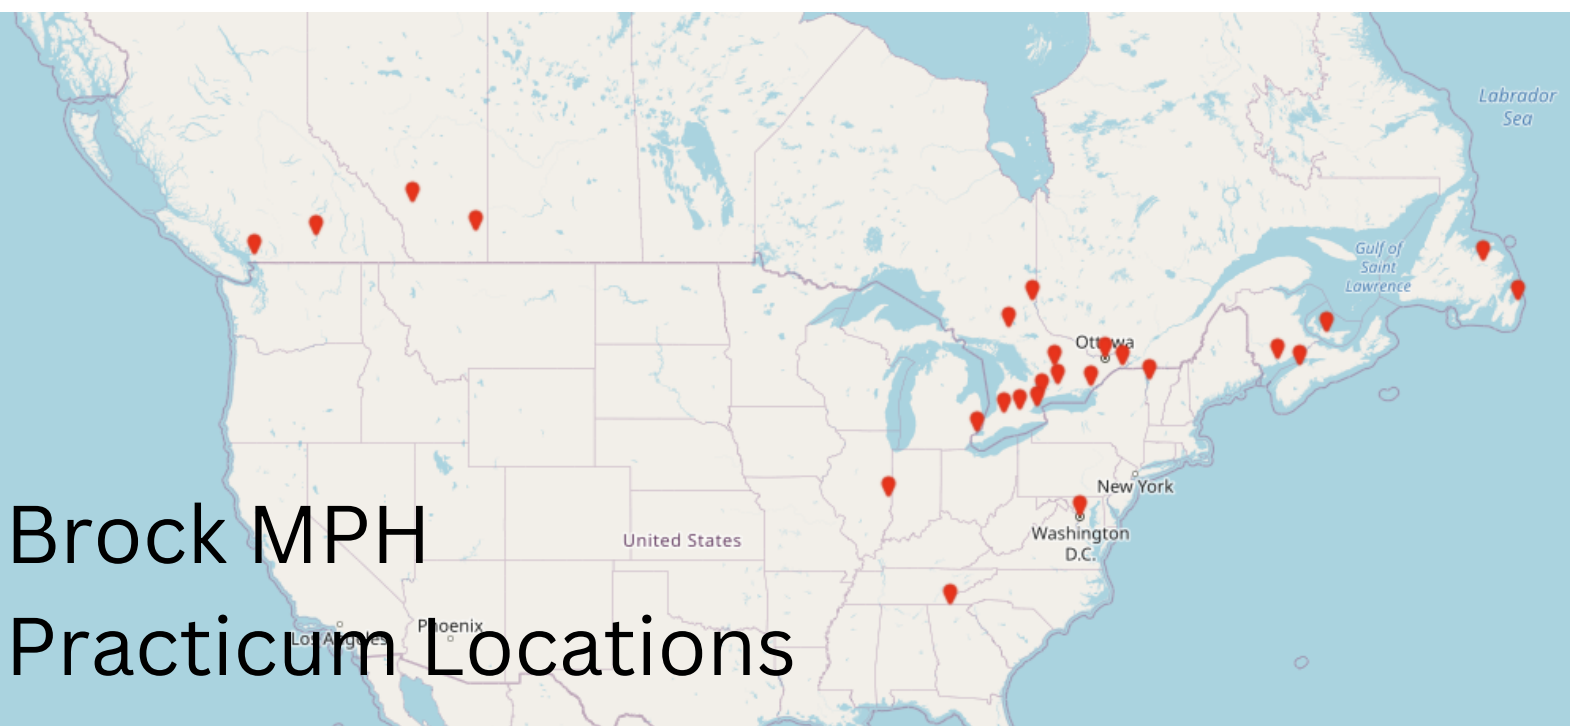 Labrador
Sea
Gulf of
Saint
Lawrence
Ottawa
New York
Washington
D.C.
United States
Brock MPH
Phoenix
Los Angeles
Practicum Locations